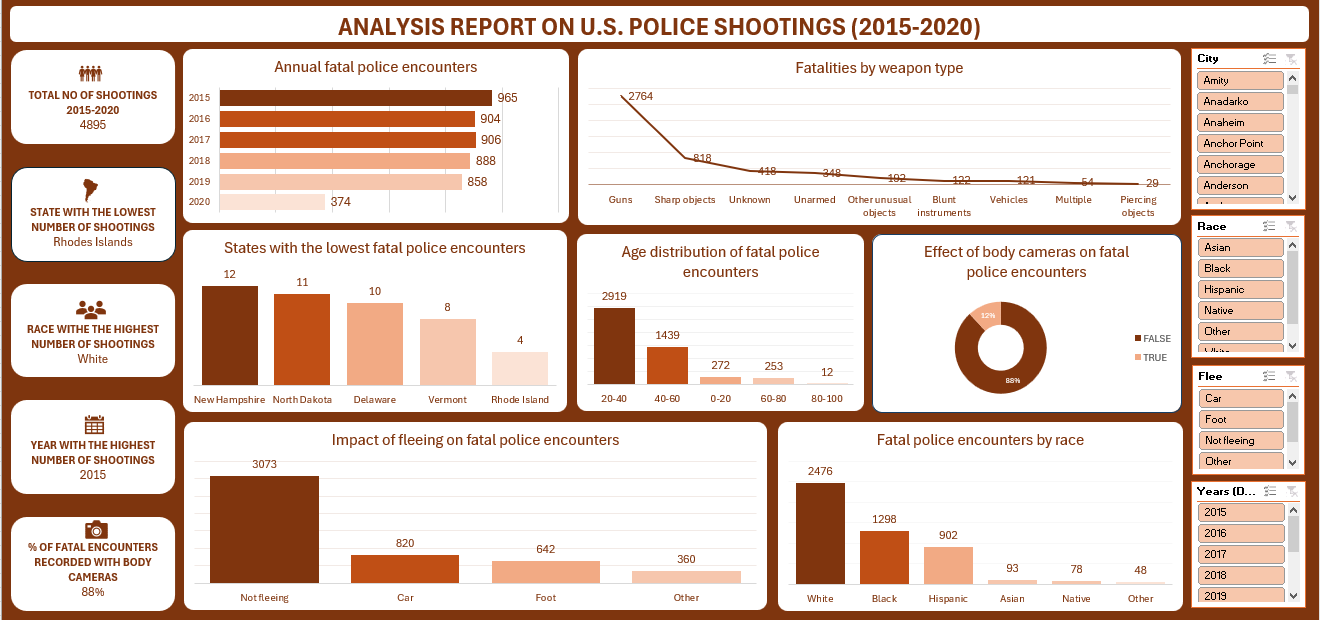 ANALYSIS REPORT ON U.S. POLICE SHOOTINGS (2015-2020)
TOTAL NO OF SHOOTINGS
2015-2020
4895
STATE WITH THE LOWEST
NUMBER OF SHOOTINGS
Rhodes Islands
RACE WITHE THE HIGHEST
NUMBER OF SHOOTINGS
White
YEAR WITH THE HIGHEST
NUMBER OF SHOOTINGS
2015
% OF FATAL ENCOUNTERS
RECORDED WITH BODY
CAMERAS
88%
Annual fatal police encounters
2015 965
2016 904
2017 906
2018 888
2019 858
2020 374
Fatalities by weapon type
2764 818 418 348 192 122 121 54 29
Guns Sharp objects Unknown Unarmed Other unusual Blunt Vehicles Multiple Piercing
objects instruments objects
States with the lowest fatal police encounters
12 11 10 8 4
New Hampshire North Dakota Delaware Vermont Rhode Island
Age distribution of fatal police
encounters
2919 1439 272 253 12
20-40 40-60 0-20 60-80 80-100
Effect of body cameras on fatal
police encounters
12%
88%
FALSE
TRUE
Impact of fleeing on fatal police encounters
3073 820 642 360
Not fleeing Car Foot Other
Fatal police encounters by race
2476 1298 902 93 78 48
White Black Hispanic Asian Native Other
City
Amity
Anadarko
Anaheim
Anchor Point
Anchorage
Anderson
Race
Asian
Black
Hispanic
Native
Other
White
Flee
Car
Foot
Not fleeing
Other
Years (D...
2015
2016
2017
2018
2019